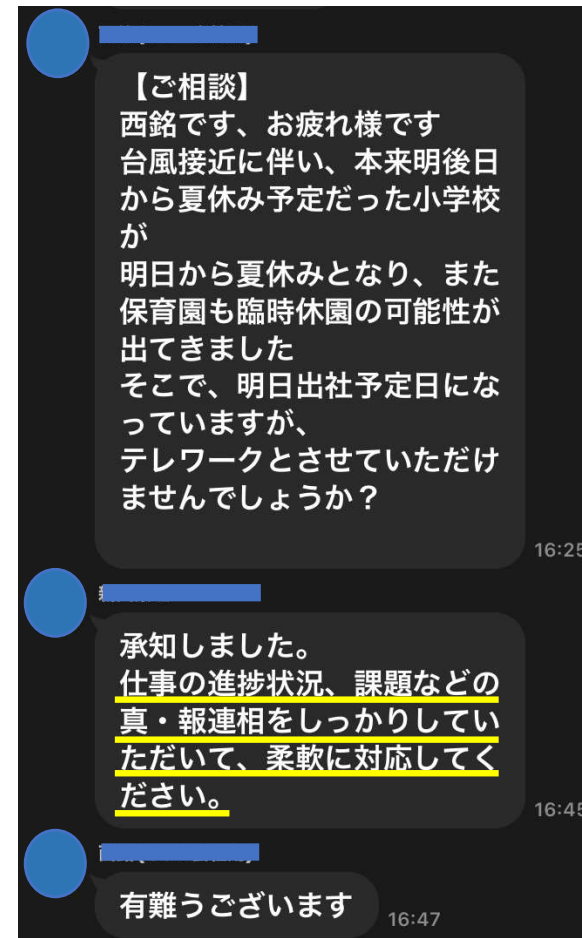 【ご相談】
西銘です、お疲れ様です
台風接近に伴い、本来明後日
から夏休み予定だった小学校
が
明日から夏休みとなり、また
保育園も臨時休園の可能性が
出てきました
そこで、明日出社予定日にな
っていますが、
テレワークとさせていただけ
ませんでしょうか？
16:25
承知しました。
仕事の進捗状況、課題などの
真・報連相をしっかりしてい
ただいて、柔軟に対応してく
ださい。
16:45
有難うございます
16:47